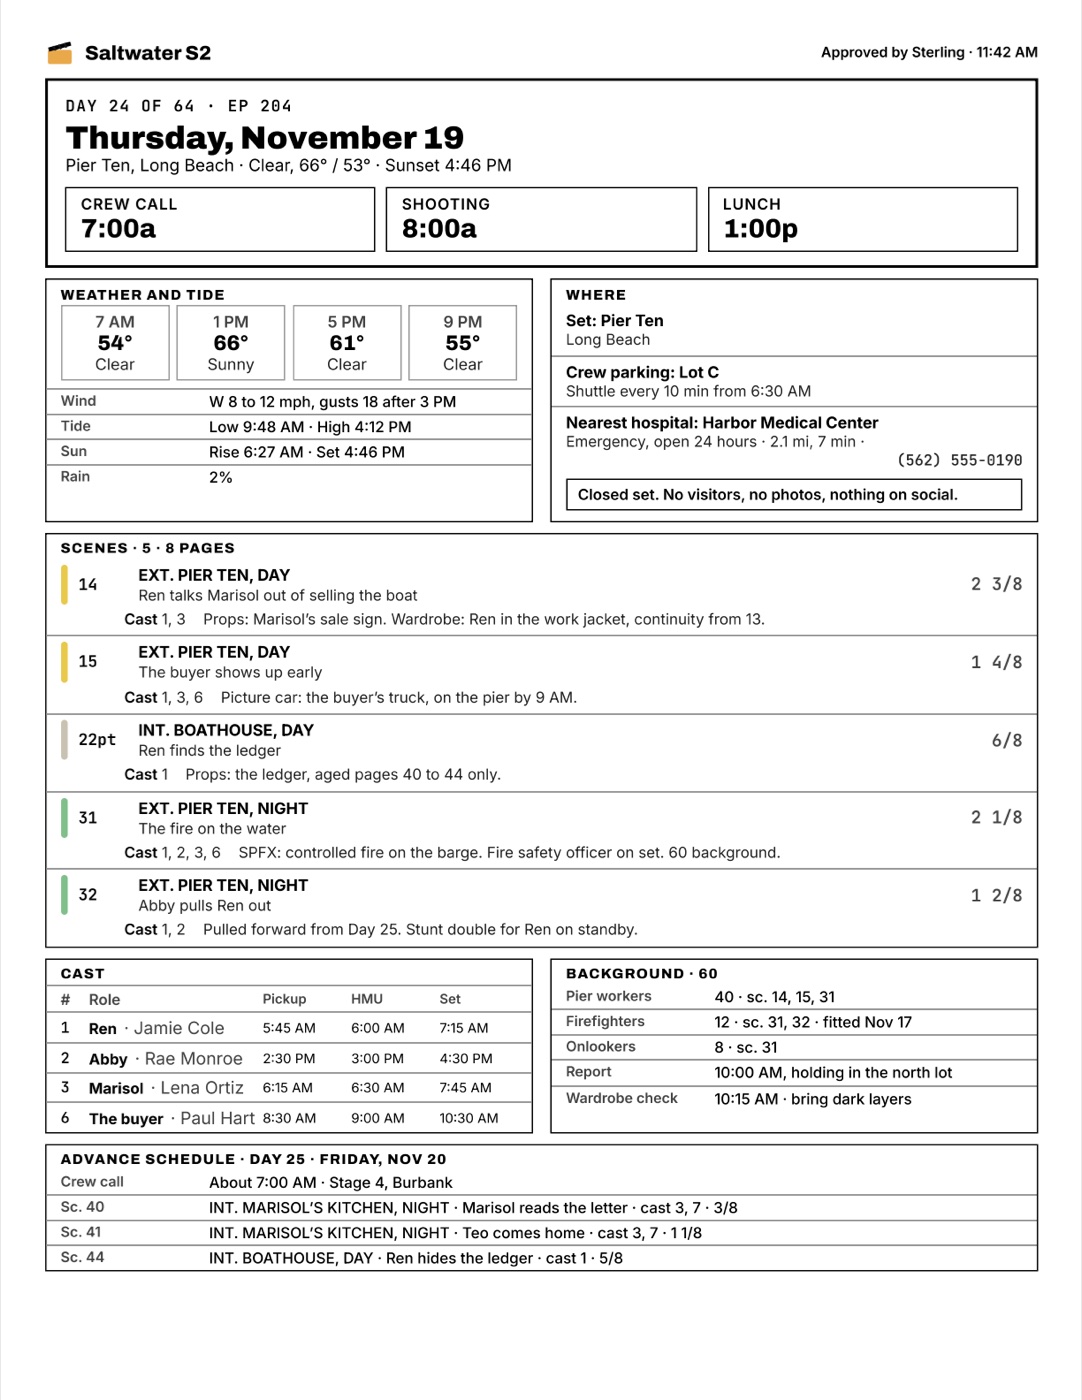 Saltwater S2
Approved by Sterling · 11:42 AM
DAY 24 OF 64 · EP 204
Thursday, November 19
Pier Ten, Long Beach · Clear, 66° / 53° · Sunset 4:46 PM
CREW CALL
7:00a
SHOOTING
8:00a
LUNCH
1:00p
WEATHER AND TIDE
7 AM
54°
Clear
1 PM
66°
Sunny
5 PM
61°
Clear
9 PM
55°
Clear
Wind W 8 to 12 mph, gusts 18 after 3 PM
Tide Low 9:48 AM · High 4:12 PM
Sun Rise 6:27 AM · Set 4:46 PM
Rain 2%
WHERE
Set: Pier Ten
Long Beach
Crew parking: Lot C
Shuttle every 10 min from 6:30 AM
Nearest hospital: Harbor Medical Center
Emergency, open 24 hours · 2.1 mi, 7 min ·
(562) 555-0190
Closed set. No visitors, no photos, nothing on social.
SCENES · 5 · 8 PAGES
14 EXT. PIER TEN, DAY 2 3/8
Ren talks Marisol out of selling the boat
Cast 1, 3 Props: Marisol’s sale sign. Wardrobe: Ren in the work jacket, continuity from 13.
15 EXT. PIER TEN, DAY 1 4/8
The buyer shows up early
Cast 1, 3, 6 Picture car: the buyer’s truck, on the pier by 9 AM.
22pt INT. BOATHOUSE, DAY 6/8
Ren finds the ledger
Cast 1 Props: the ledger, aged pages 40 to 44 only.
31 EXT. PIER TEN, NIGHT 2 1/8
The fire on the water
Cast 1, 2, 3, 6 SPFX: controlled fire on the barge. Fire safety officer on set. 60 background.
32 EXT. PIER TEN, NIGHT 1 2/8
Abby pulls Ren out
Cast 1, 2 Pulled forward from Day 25. Stunt double for Ren on standby.
CAST
# Role Pickup HMU Set
1 Ren · Jamie Cole 5:45 AM 6:00 AM 7:15 AM
2 Abby · Rae Monroe 2:30 PM 3:00 PM 4:30 PM
3 Marisol · Lena Ortiz 6:15 AM 6:30 AM 7:45 AM
6 The buyer · Paul Hart 8:30 AM 9:00 AM 10:30 AM
BACKGROUND · 60
Pier workers 40 · sc. 14, 15, 31
Firefighters 12 · sc. 31, 32 · fitted Nov 17
Onlookers 8 · sc. 31
Report 10:00 AM, holding in the north lot
Wardrobe check 10:15 AM · bring dark layers
ADVANCE SCHEDULE · DAY 25 · FRIDAY, NOV 20
Crew call About 7:00 AM · Stage 4, Burbank
Sc. 40 INT. MARISOL’S KITCHEN, NIGHT · Marisol reads the letter · cast 3, 7 · 3/8
Sc. 41 INT. MARISOL’S KITCHEN, NIGHT · Teo comes home · cast 3, 7 · 1 1/8
Sc. 44 INT. BOATHOUSE, DAY · Ren hides the ledger · cast 1 · 5/8